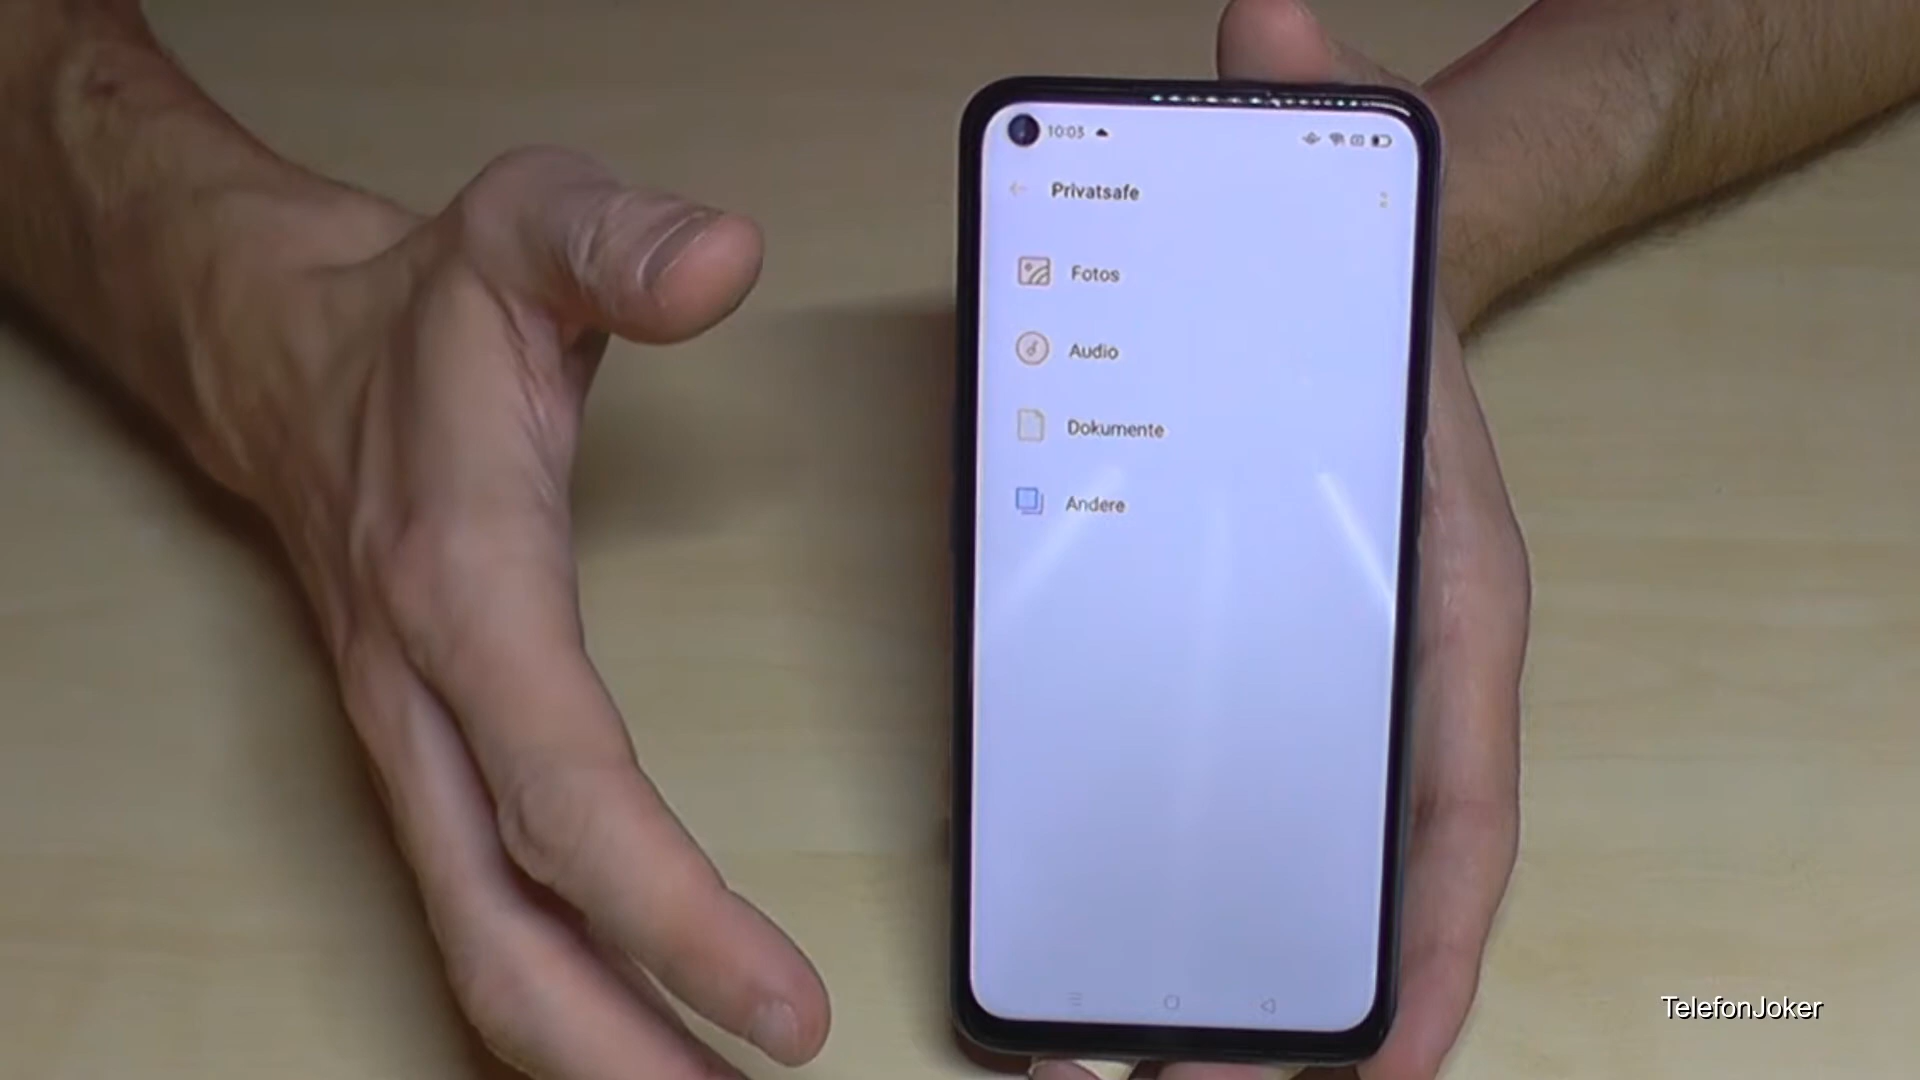 10:03
Privatsafe
Fotos
Audio
Dokumente
Andere
TelefonJoker